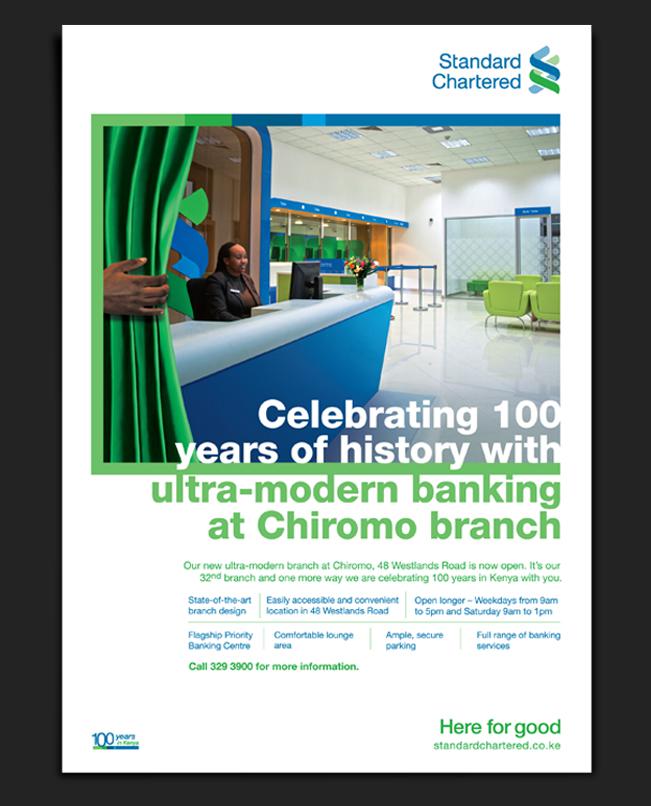 Standard
Chartered
Celebrating 100
years of history with
ultra-modern banking
at Chiromo branch
Our new ultra-modern branch at Chiromo, 48 Westlands Road is now open. It's our
32nd branch and one more way we are celebrating 100 years in Kenya with you.
State-of-the-art
branch design
Easily accessible and convenient
location in 48 Westlands Road
Open longer – Weekdays from 9am
to 5pm and Saturday 9am to 1pm
Flagship Priority
Banking Centre
Comfortable lounge
area
Ample, secure
parking
Full range of banking
services
Call 329 3900 for more information.
100 years
in Kenya
Here for good
standardchartered.co.ke